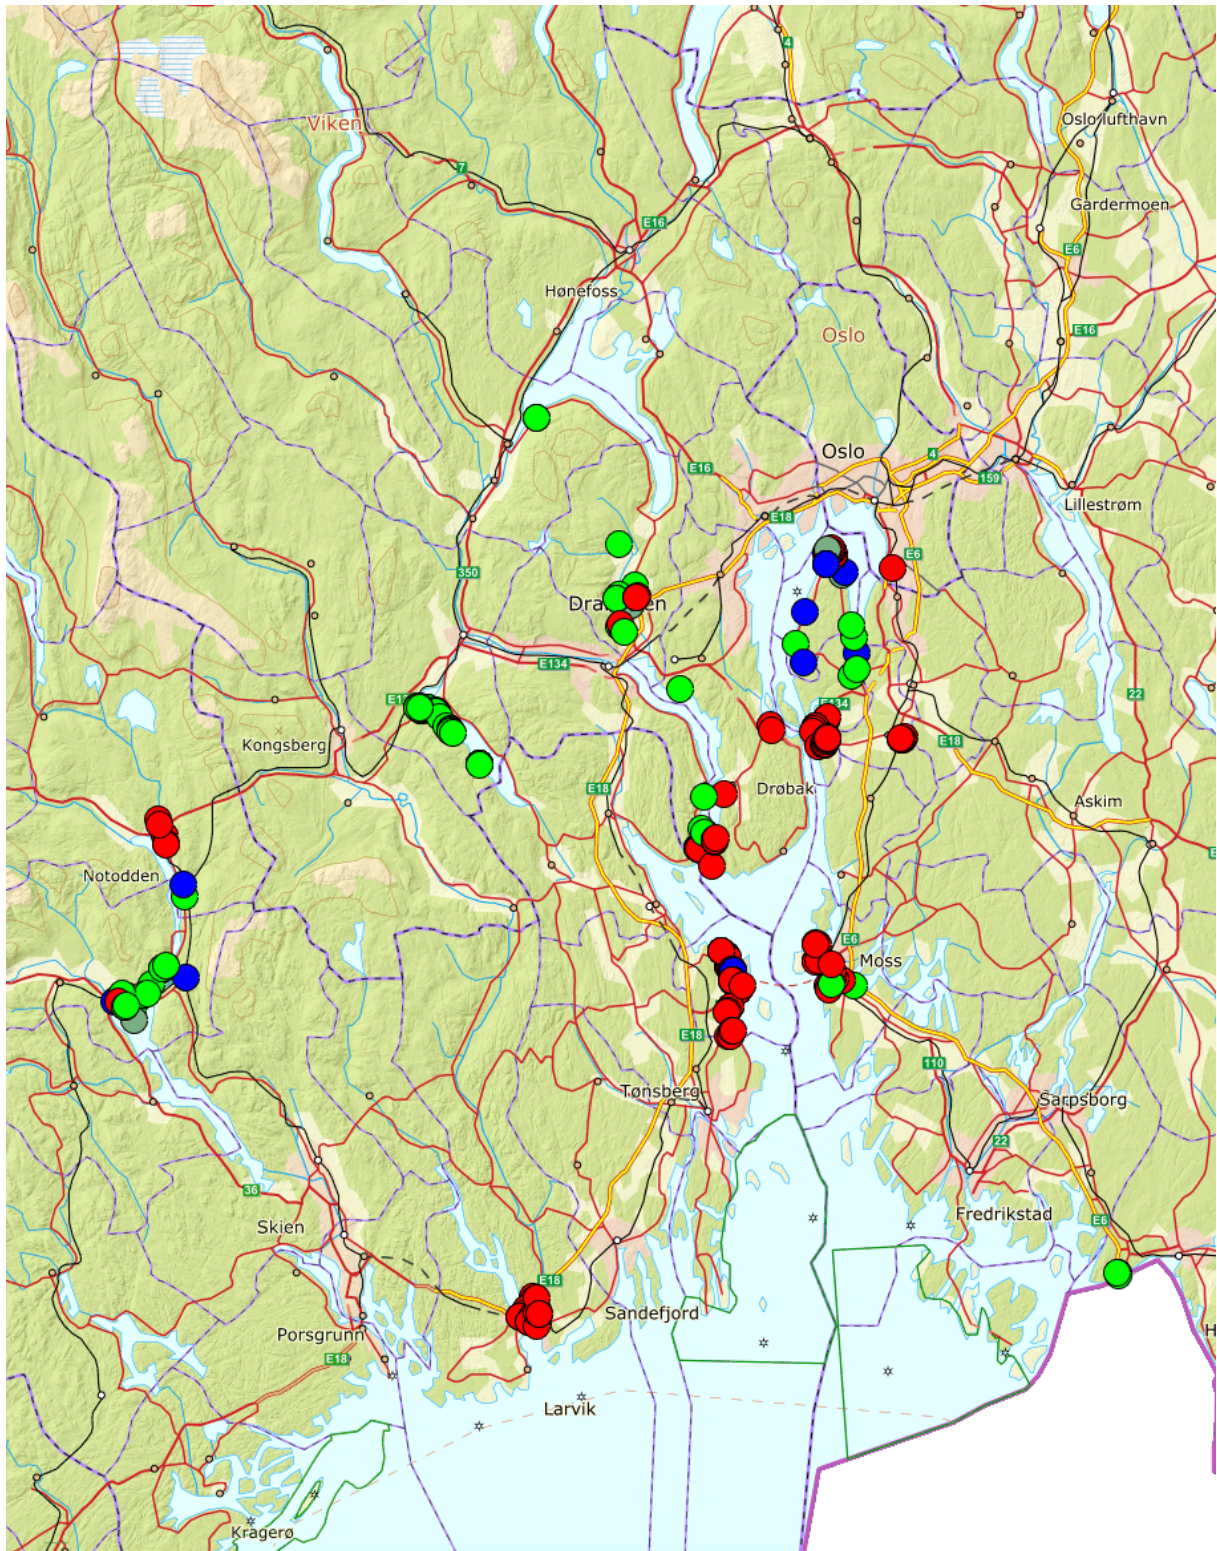 4
Oslo lufthavn
Viken
7
Gardermoen
E16
E6
Hønefoss
E16
Oslo
Oslo
4
E16
159
E18
Lillestrøm
E6
350
E134
22
E134
Kongsberg
E18
E18
Drøbak
Askim
Notodden
E6
Moss
E18
110
Tønsberg
Sarpsborg
22
36
Skien
Fredrikstad
E6
E18
Sandefjord
Porsgrunn
E18
Larvik
Kragerø